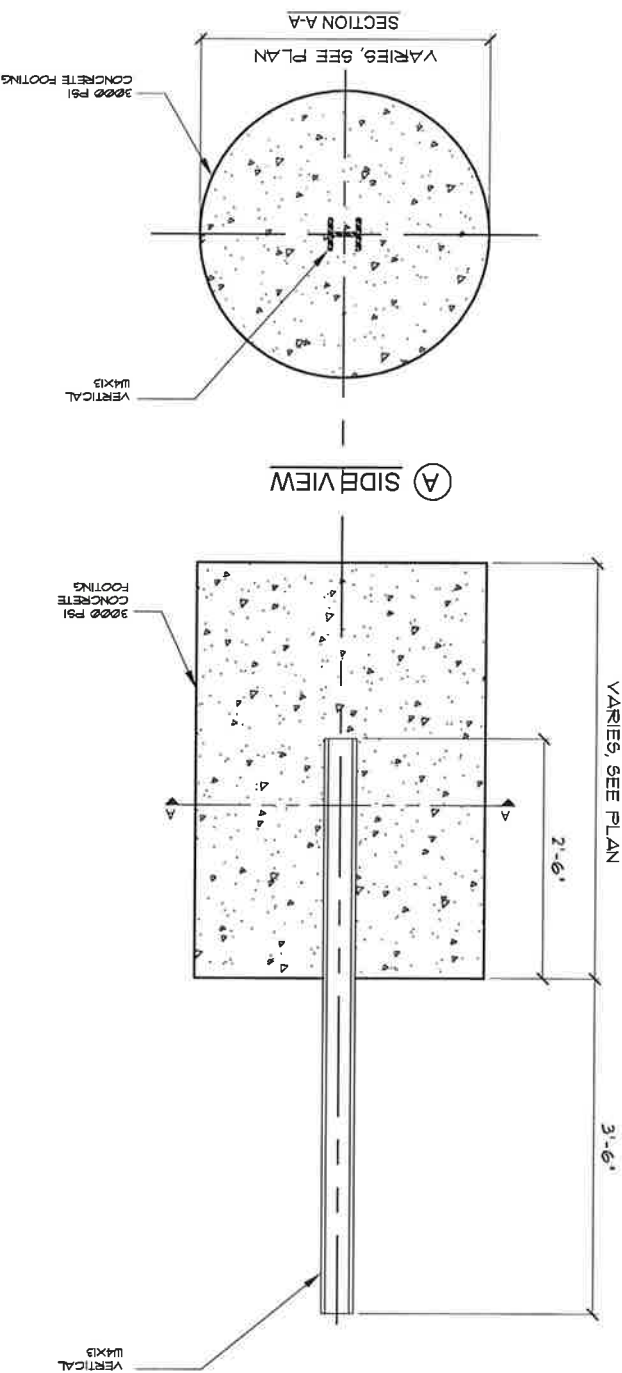 VERTICAL
W4X13
3'-6"
VARIES, SEE PLAN
2'-6"
A
A
3000 PSI
CONCRETE
FOOTING
A SIDE VIEW
VERTICAL
W4X13
3000 PSI
CONCRETE FOOTING
VARIES, SEE PLAN
SECTION A-A